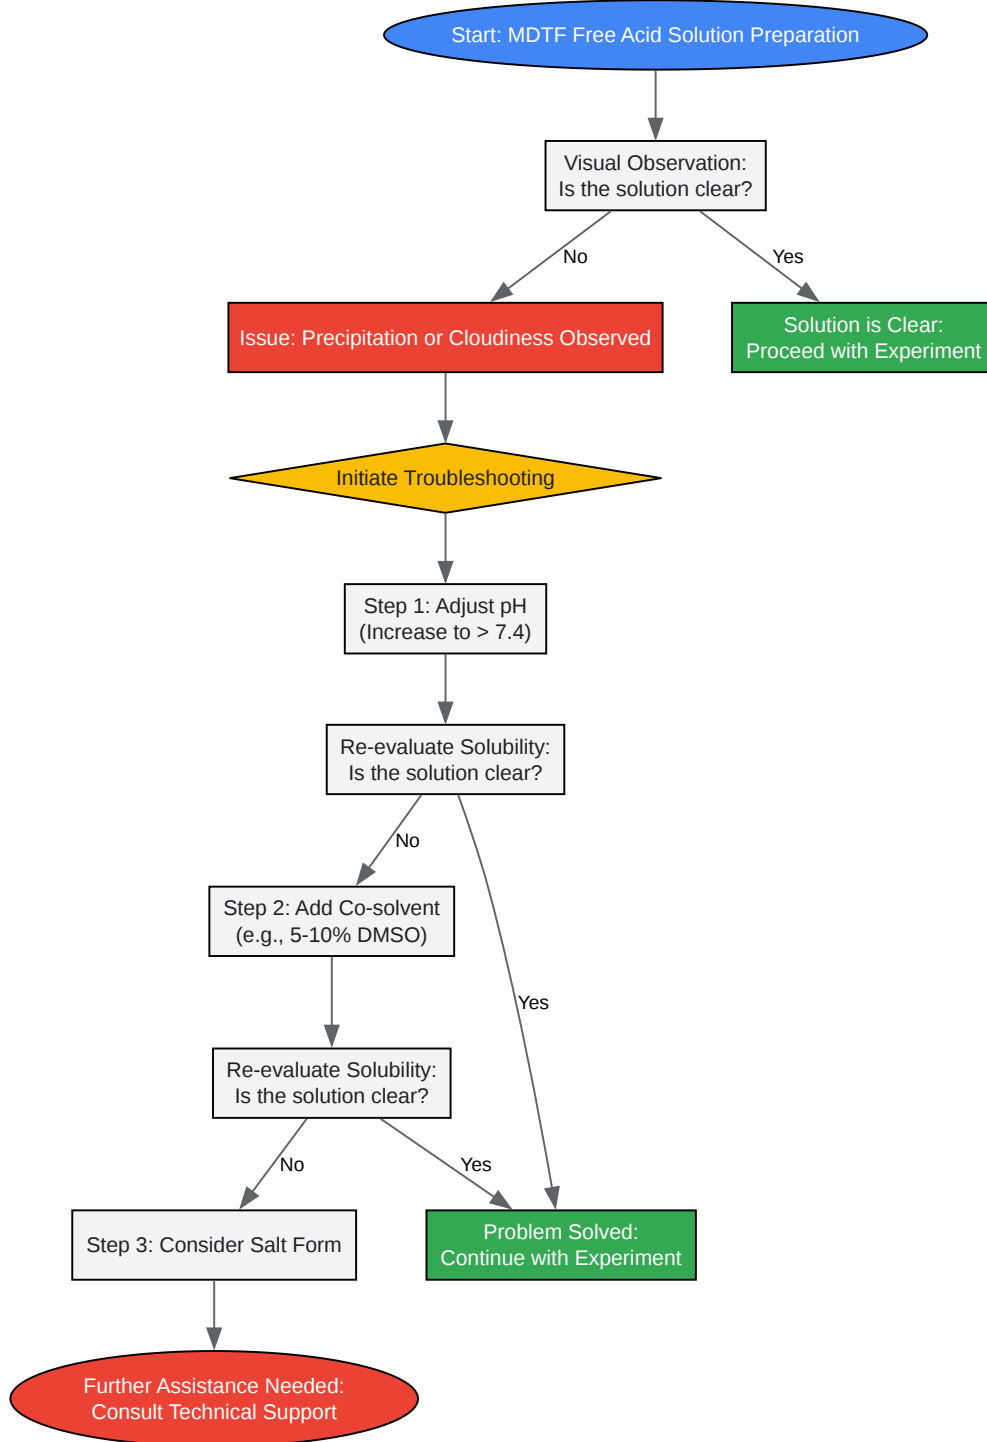 Start: MDTF Free Acid Solution Preparation
Visual Observation:
Is the solution clear?
No
Yes
Issue: Precipitation or Cloudiness Observed
Solution is Clear:
Proceed with Experiment
Initiate Troubleshooting
Step 1: Adjust pH
(Increase to > 7.4)
Re-evaluate Solubility:
Is the solution clear?
No
Step 2: Add Co-solvent
(e.g., 5-10% DMSO)
Yes
Re-evaluate Solubility:
Is the solution clear?
No
Yes
Step 3: Consider Salt Form
Problem Solved:
Continue with Experiment
Further Assistance Needed:
Consult Technical Support